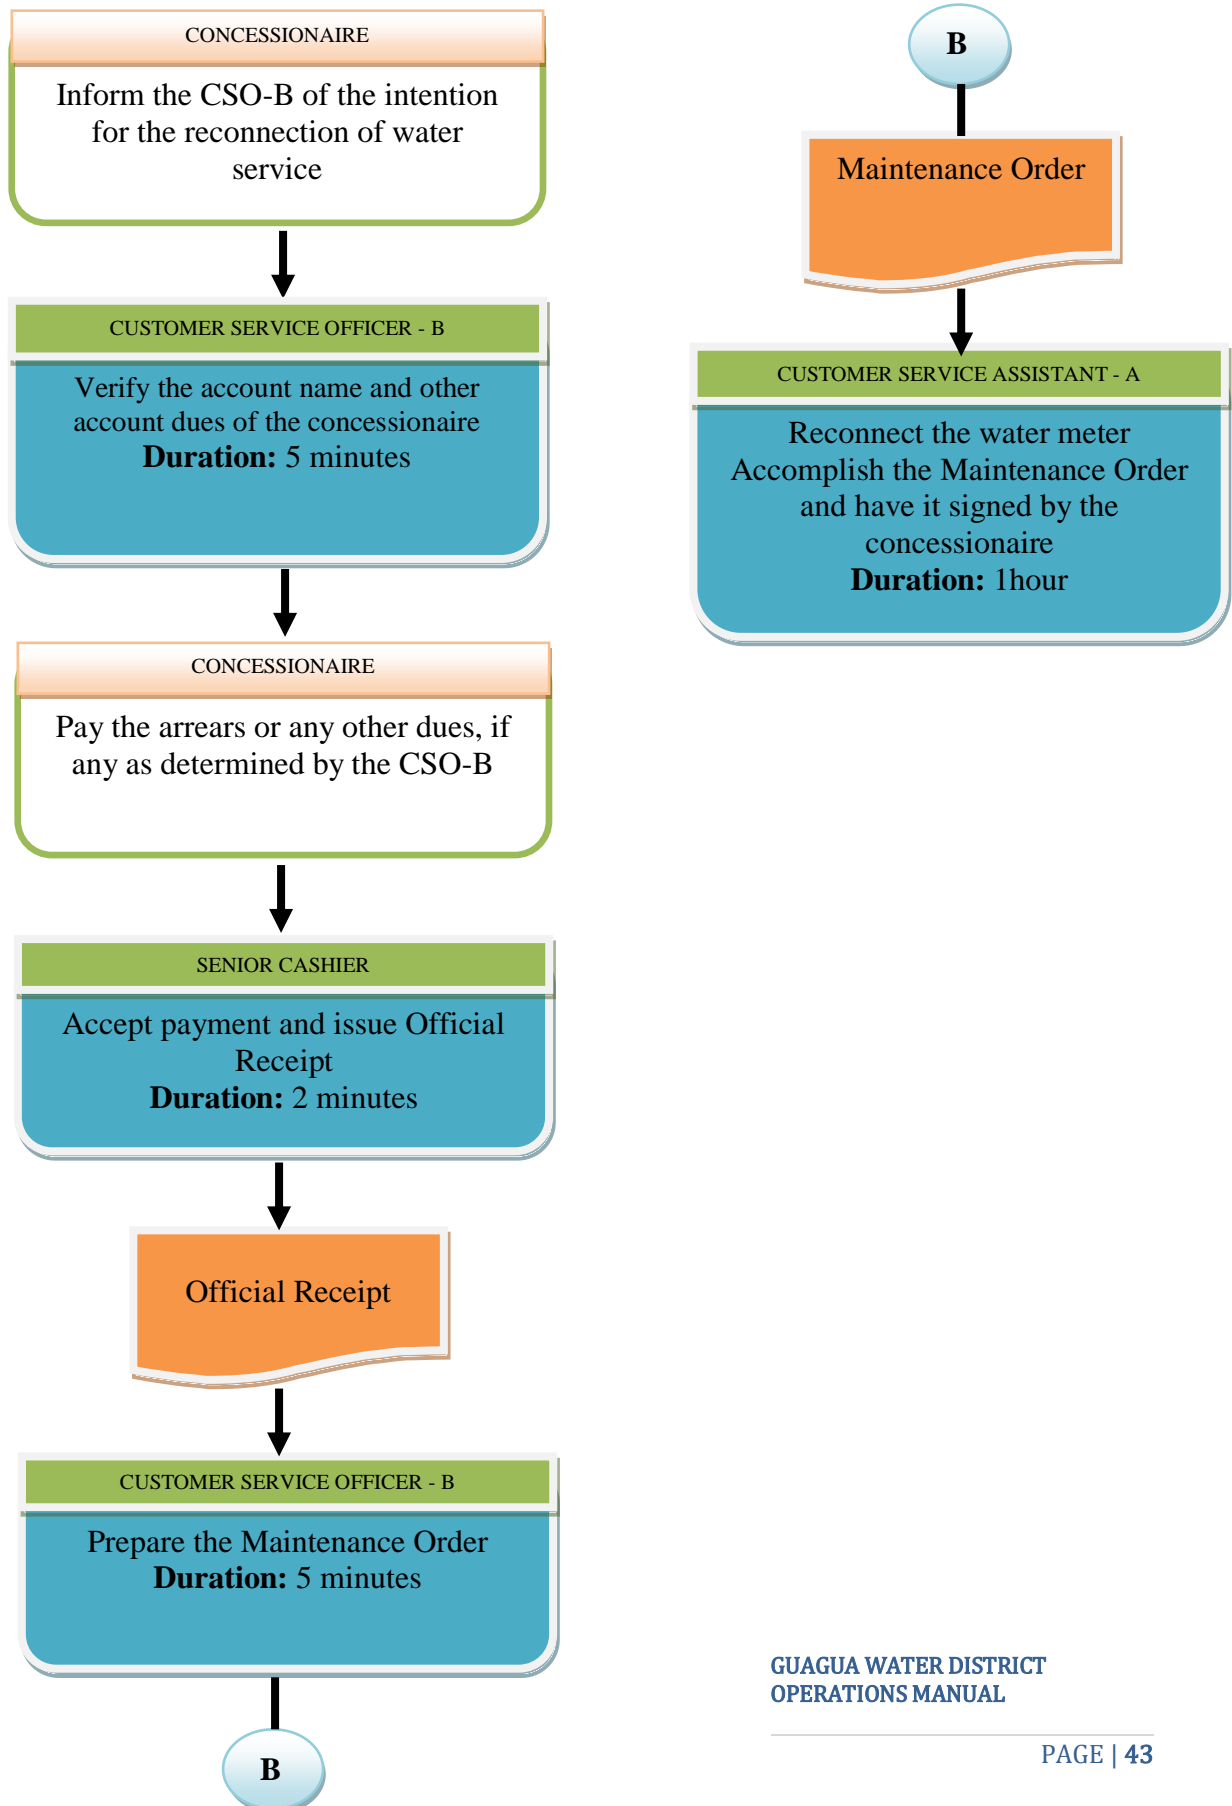 CONCESSIONAIRE
Inform the CSO-B of the intention
for the reconnection of water
service
CUSTOMER SERVICE OFFICER - B
Verify the account name and other
account dues of the concessionaire
Duration: 5 minutes
CONCESSIONAIRE
Pay the arrears or any other dues, if
any as determined by the CSO-B
SENIOR CASHIER
Accept payment and issue Official
Receipt
Duration: 2 minutes
Official Receipt
CUSTOMER SERVICE OFFICER - B
Prepare the Maintenance Order
Duration: 5 minutes
B
B
Maintenance Order
CUSTOMER SERVICE ASSISTANT - A
Reconnect the water meter
Accomplish the Maintenance Order
and have it signed by the
concessionaire
Duration: 1hour
GUAGUA WATER DISTRICT
OPERATIONS MANUAL
PAGE | 43